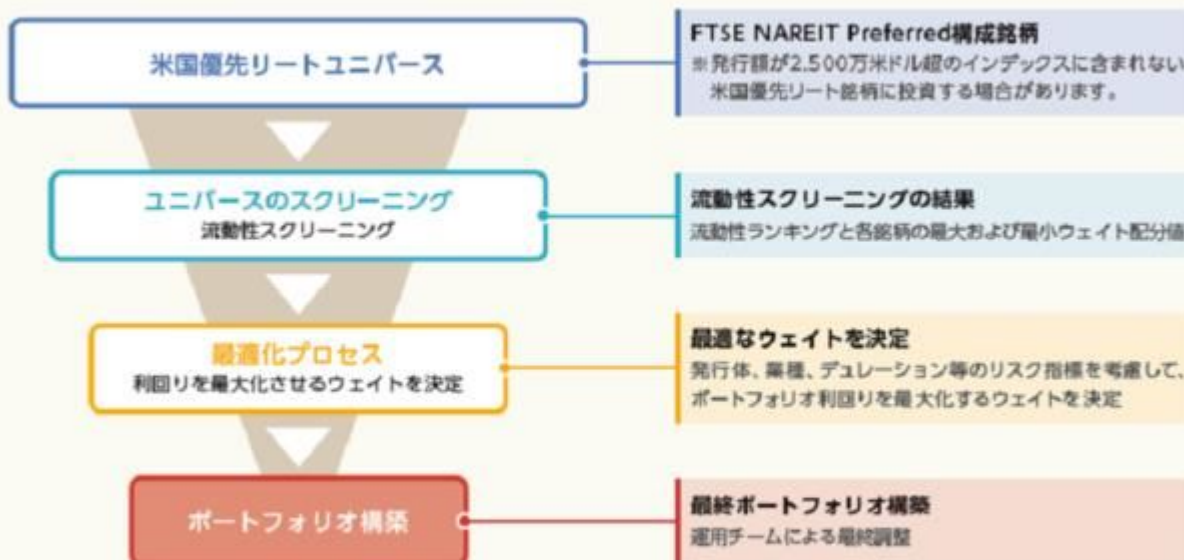 米国優先リートユニバース
FTSE NAREIT Preferred構成銘柄
※発行額が2,500万米ドル超のインデックスに含まれない
米国優先リート銘柄に投資する場合があります。
ユニバースのスクリーニング
流動性スクリーニング
流動性スクリーニングの結果
流動性ランキングと各銘柄の最大および最小ウェイト配分値
最適化プロセス
利回りを最大化させるウェイトを決定
最適なウェイトを決定
発行体、業種、デュレーション等のリスク指標を考慮して、
ポートフォリオ利回りを最大化するウェイトを決定
ポートフォリオ構築
最終ポートフォリオ構築
運用チームによる最終調整